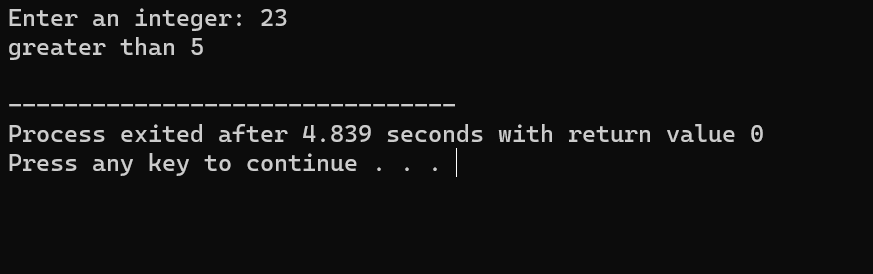 Enter an integer: 23
greater than 5
--------------------------------
Process exited after 4.839 seconds with return value 0
Press any key to continue . . .